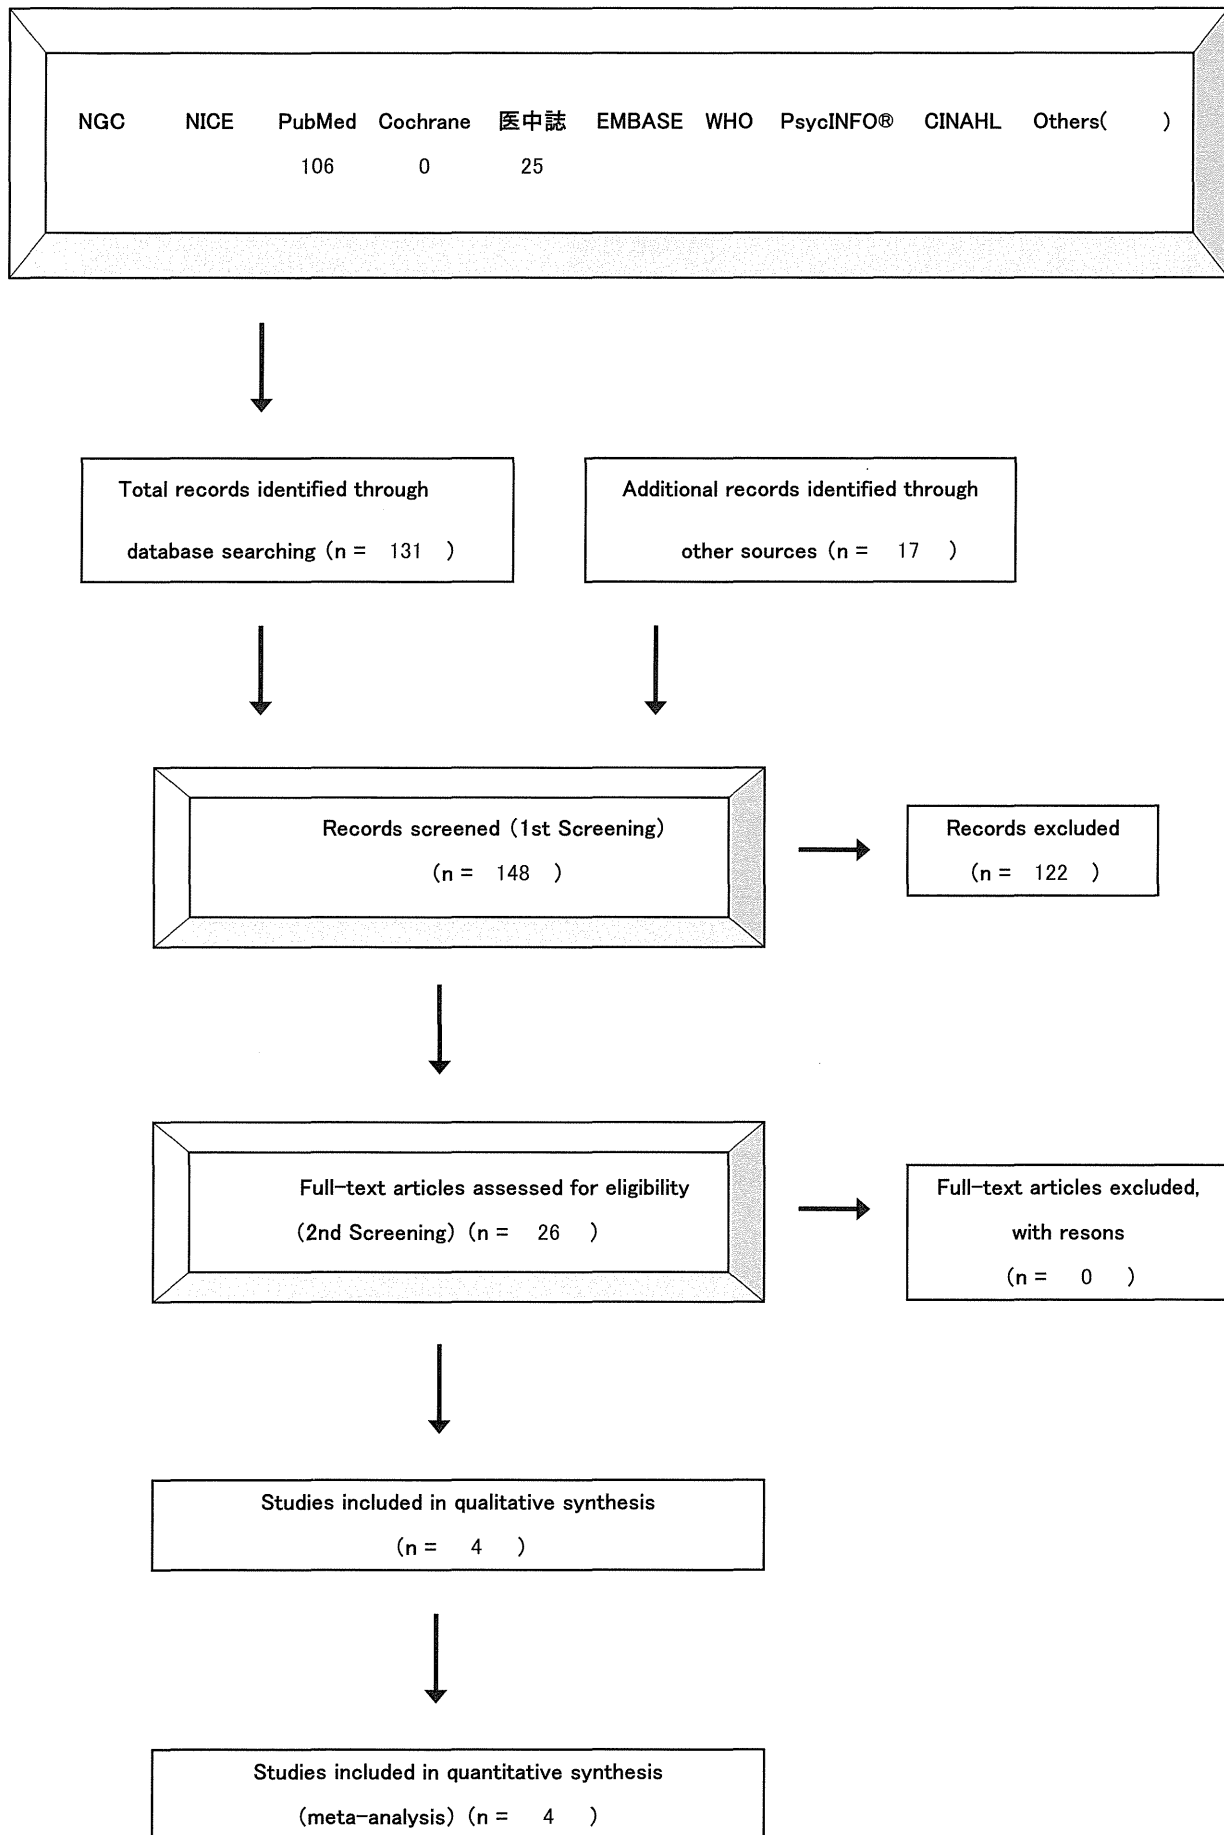 NGC NICE PubMed Cochrane 医中誌 EMBASE WHO PsycINFO® CINAHL Others( )
106 0 25
Total records identified through
database searching (n = 131 )
Additional records identified through
other sources (n = 17 )
Records screened (1st Screening)
(n = 148 )
Records excluded
(n = 122 )
Full-text articles assessed for eligibility
(2nd Screening) (n = 26 )
Full-text articles excluded,
with resons
(n = 0 )
Studies included in qualitative synthesis
(n = 4 )
Studies included in quantitative synthesis
(meta-analysis) (n = 4 )